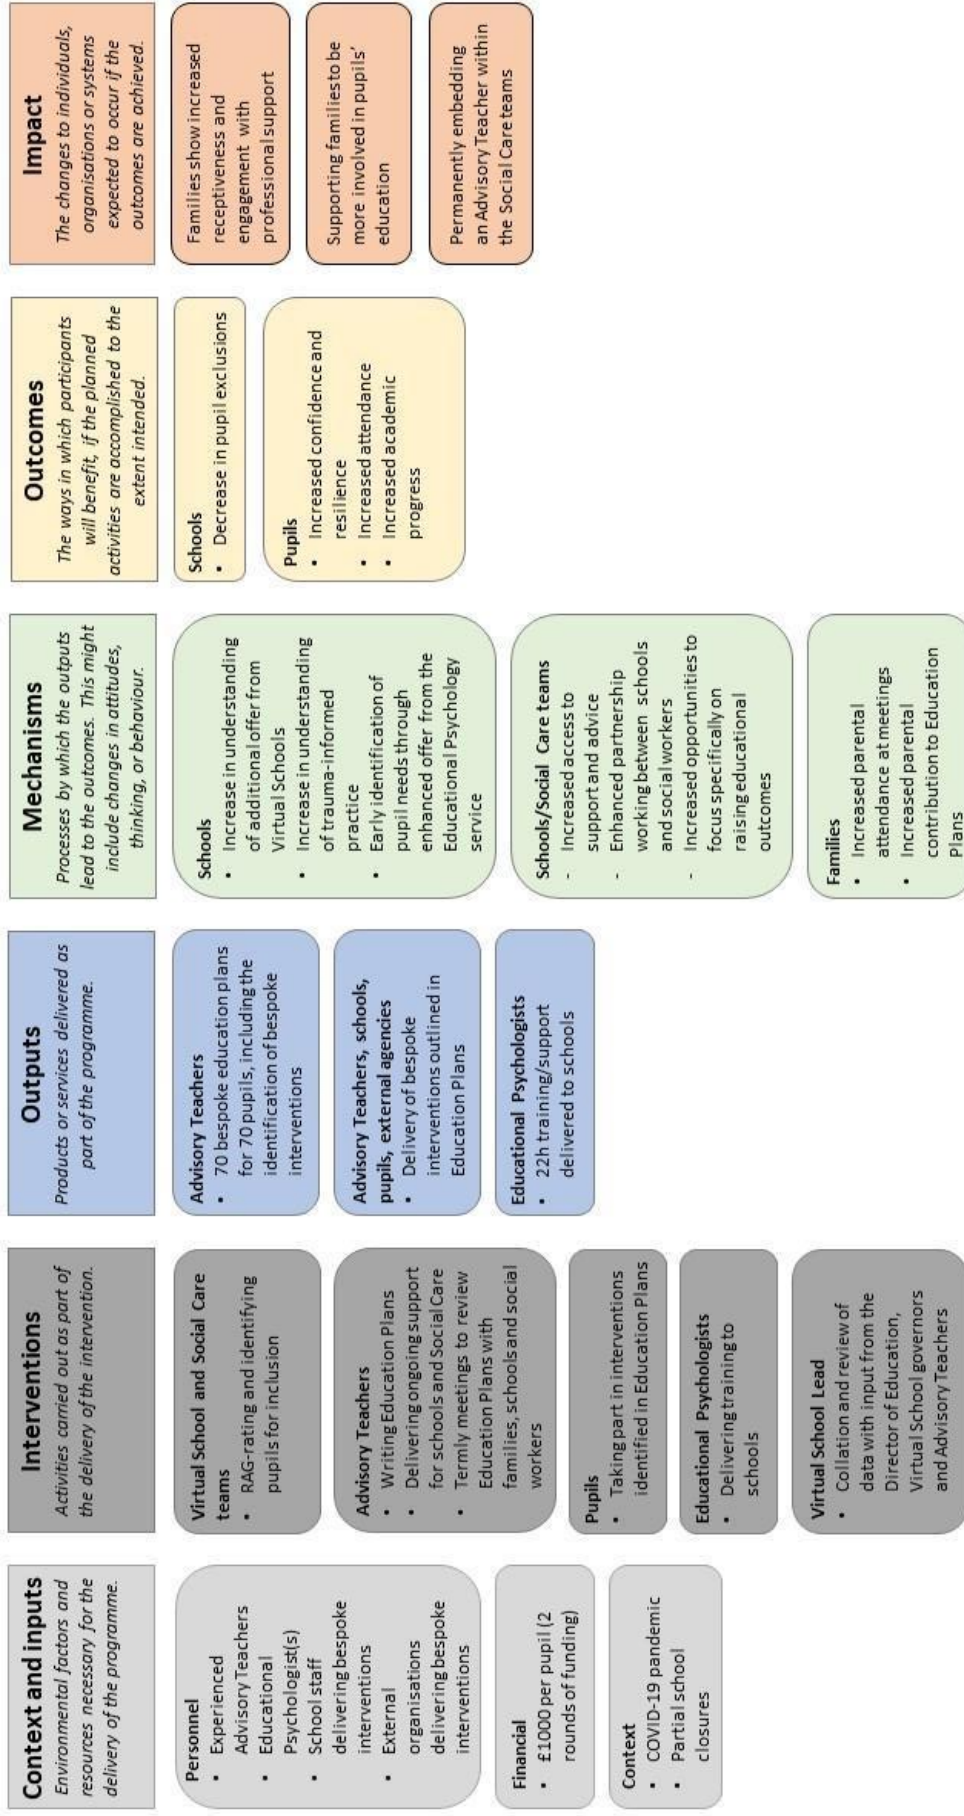 Context and inputs
Environmental factors and
resources necessary for the
delivery of the programme.
Personnel
• Experienced
Advisory Teachers
• Educational
Psychologist(s)
• School staff
delivering bespoke
interventions
• External
organisations
delivering bespoke
interventions
Financial
• £1000 per pupil (2
rounds of funding)
Context
• COVID-19 pandemic
• Partial school
closures
Interventions
Activities carried out as part of
the delivery of the intervention.
Virtual School and Social Care
teams
• RAG-rating and identifying
pupils for inclusion
Advisory Teachers
• Writing Education Plans
• Delivering ongoing support
for schools and Social Care
• Termly meetings to review
Education Plans with
families, schools and social
workers
Pupils
• Taking part in interventions
identified in Education Plans
Educational Psychologists
• Delivering training to
schools
Virtual School Lead
• Collation and review of
data with input from the
Director of Education,
Virtual School governors
and Advisory Teachers
Outputs
Products or services delivered as
part of the programme.
Advisory Teachers
• 70 bespoke education plans
for 70 pupils, including the
identification of bespoke
interventions
Advisory Teachers, schools,
pupils, external agencies
• Delivery of bespoke
interventions outlined in
Education Plans
Educational Psychologists
• 22h training/support
delivered to schools
Mechanisms
Processes by which the outputs
lead to the outcomes. This might
include changes in attitudes,
thinking, or behaviour.
Schools
• Increase in understanding
of additional offer from
Virtual Schools
• Increase in understanding
of trauma-informed
practice
• Early identification of
pupil needs through
enhanced offer from the
Educational Psychology
service
Schools/Social Care teams
- Increased access to
support and advice
- Enhanced partnership
working between schools
and social workers
- Increased opportunities to
focus specifically on
raising educational
outcomes
Families
• Increased parental
attendance at meetings
• Increased parental
contribution to Education
Plans
Outcomes
The ways in which participants
will benefit, if the planned
activities are accomplished to the
extent intended.
Schools
• Decrease in pupil exclusions
Pupils
• Increased confidence and
resilience
• Increased attendance
• Increased academic
progress
Impact
The changes to individuals,
organisations or systems
expected to occur if the
outcomes are achieved.
Families show increased
receptiveness and
engagement with
professional support
Supporting families to be
more involved in pupils'
education
Permanently embedding
an Advisory Teacher within
the Social Care teams